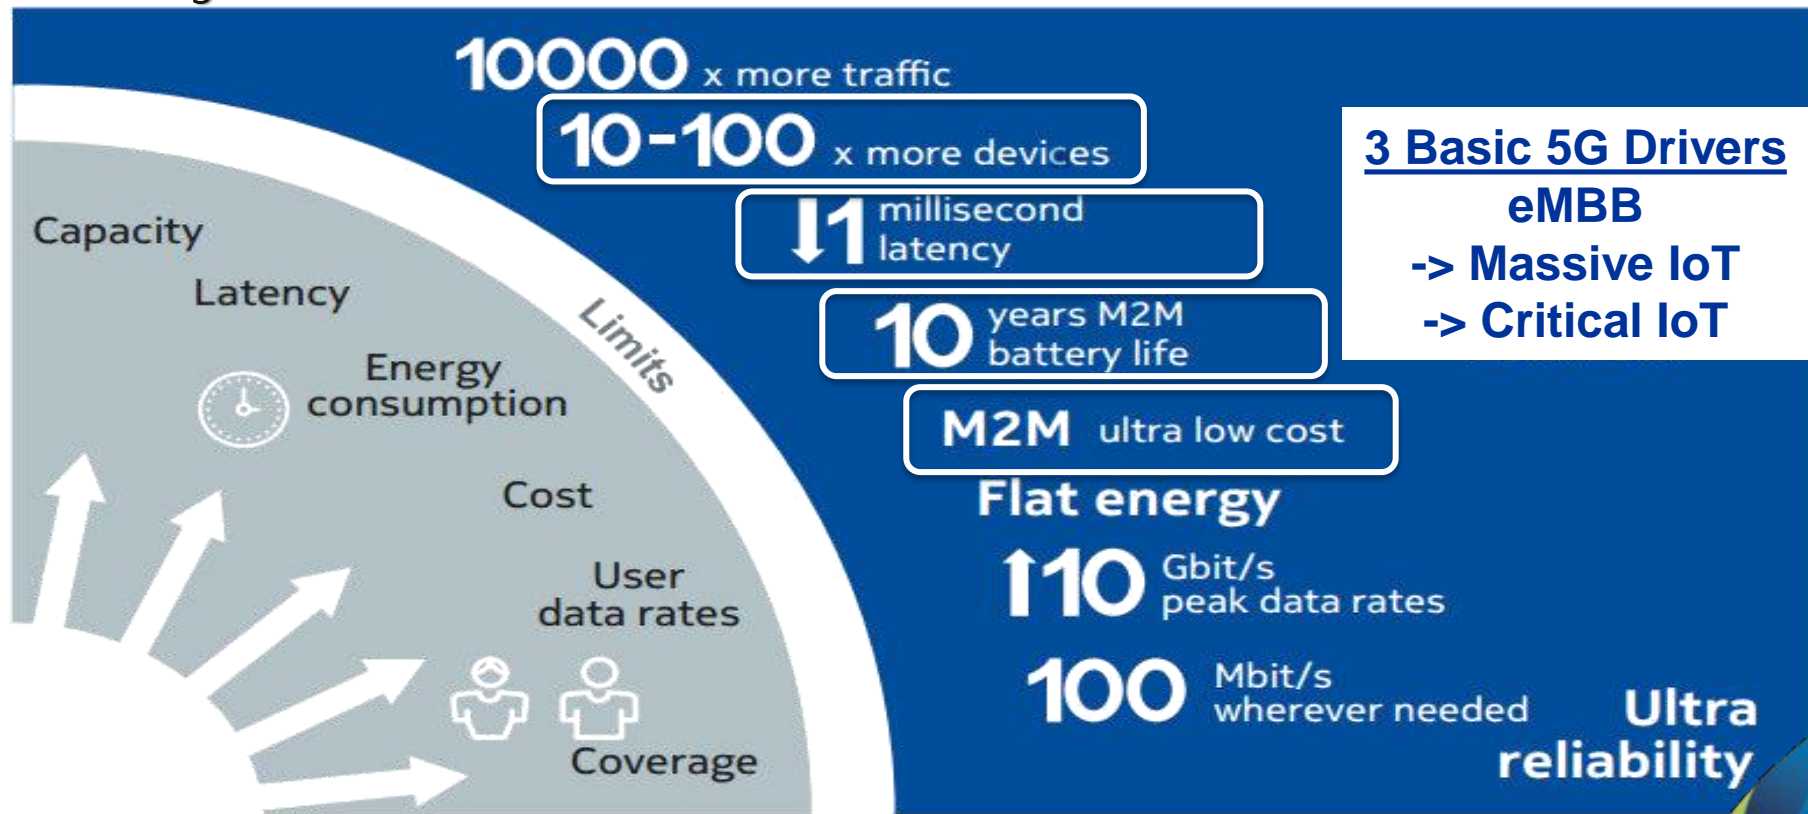 10000 x more traffic
10-100 x more devices
1 millisecond
latency
10 years M2M
battery life
M2M ultra low cost
Flat energy
10 Gbit/s
peak data rates
100 Mbit/s
wherever needed
Ultra
reliability
3 Basic 5G Drivers
eMBB
-> Massive IoT
-> Critical IoT
Limits
Capacity
Latency
Energy
consumption
Cost
User
data rates
Coverage